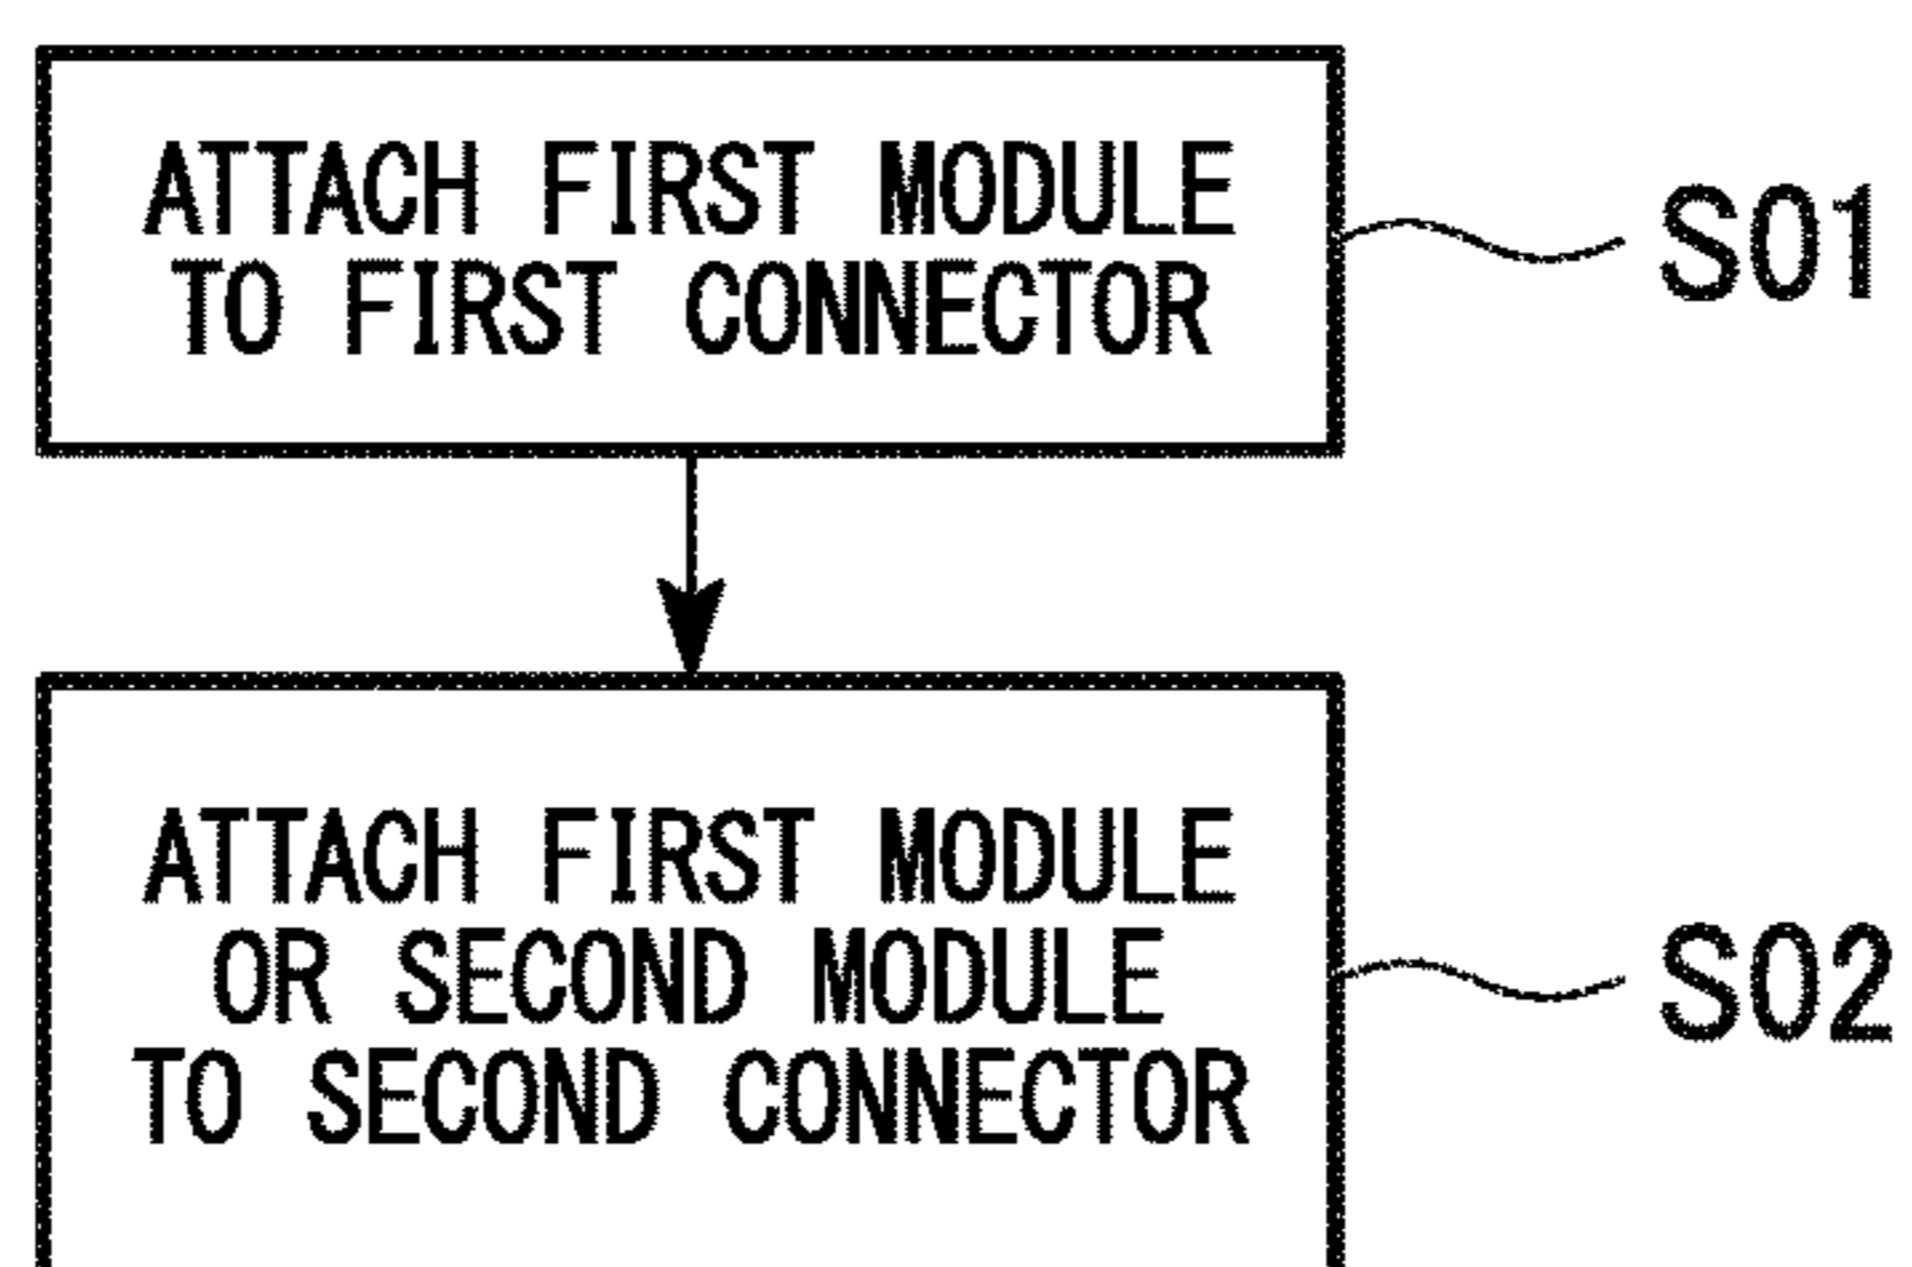 ATTACH FIRST MODULE
TO FIRST CONNECTOR
S01
ATTACH FIRST MODULE
OR SECOND MODULE
TO SECOND CONNECTOR
S02